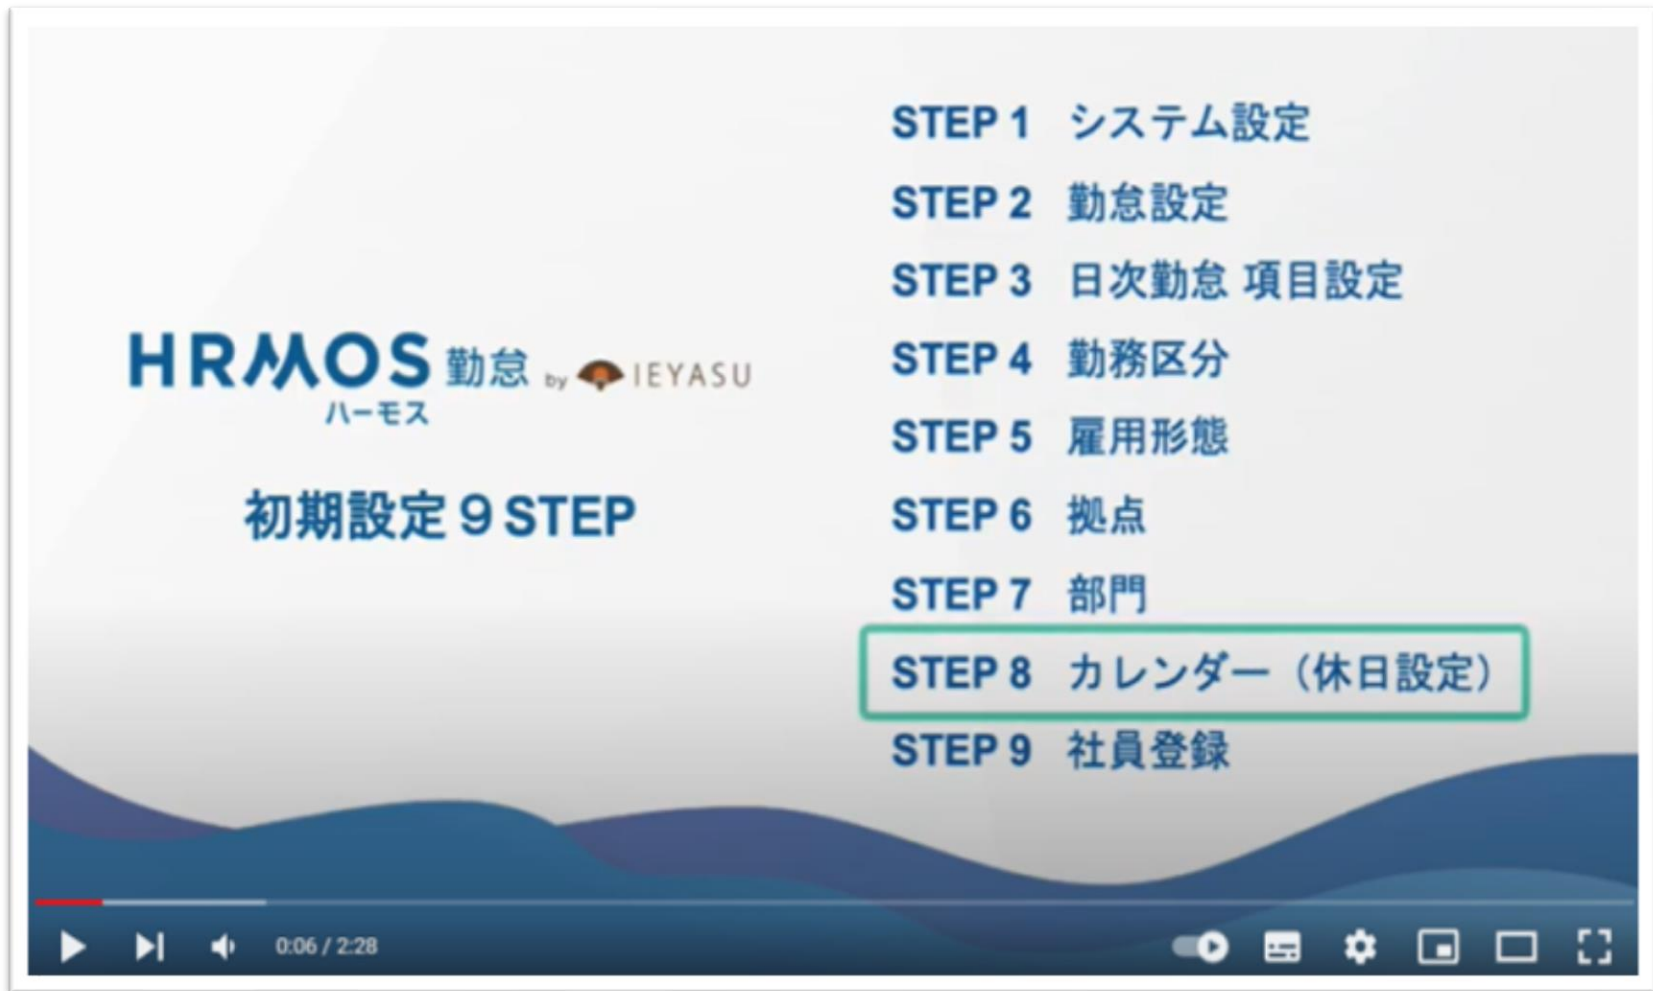 HRMOS 勤怠 by IEYASU
ハーモス
初期設定９STEP
STEP 1 システム設定
STEP 2 勤怠設定
STEP 3 日次勤怠 項目設定
STEP 4 勤務区分
STEP 5 雇用形態
STEP 6 拠点
STEP 7 部門
STEP 8 カレンダー（休日設定）
STEP 9 社員登録
0:06 / 2:28